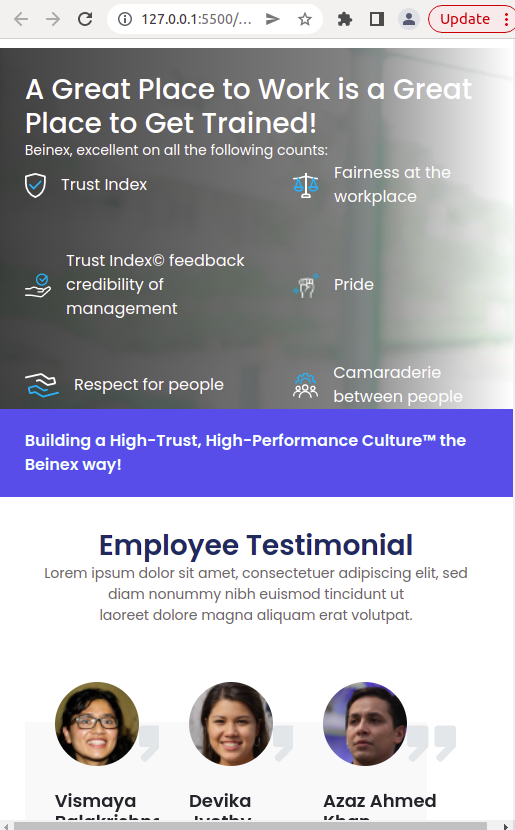 127.0.0.1:5500/...
Update
A Great Place to Work is a Great
Place to Get Trained!
Beinex, excellent on all the following counts:
Trust Index
Fairness at the
workplace
Trust Index© feedback
credibility of
management
Pride
Respect for people
Camaraderie
between people
Building a High-Trust, High-Performance Culture™ the
Beinex way!
Employee Testimonial
Lorem ipsum dolor sit amet, consectetuer adipiscing elit, sed
diam nonummy nibh euismod tincidunt ut
laoreet dolore magna aliquam erat volutpat.
Vismaya
Devika
Azaz Ahmed